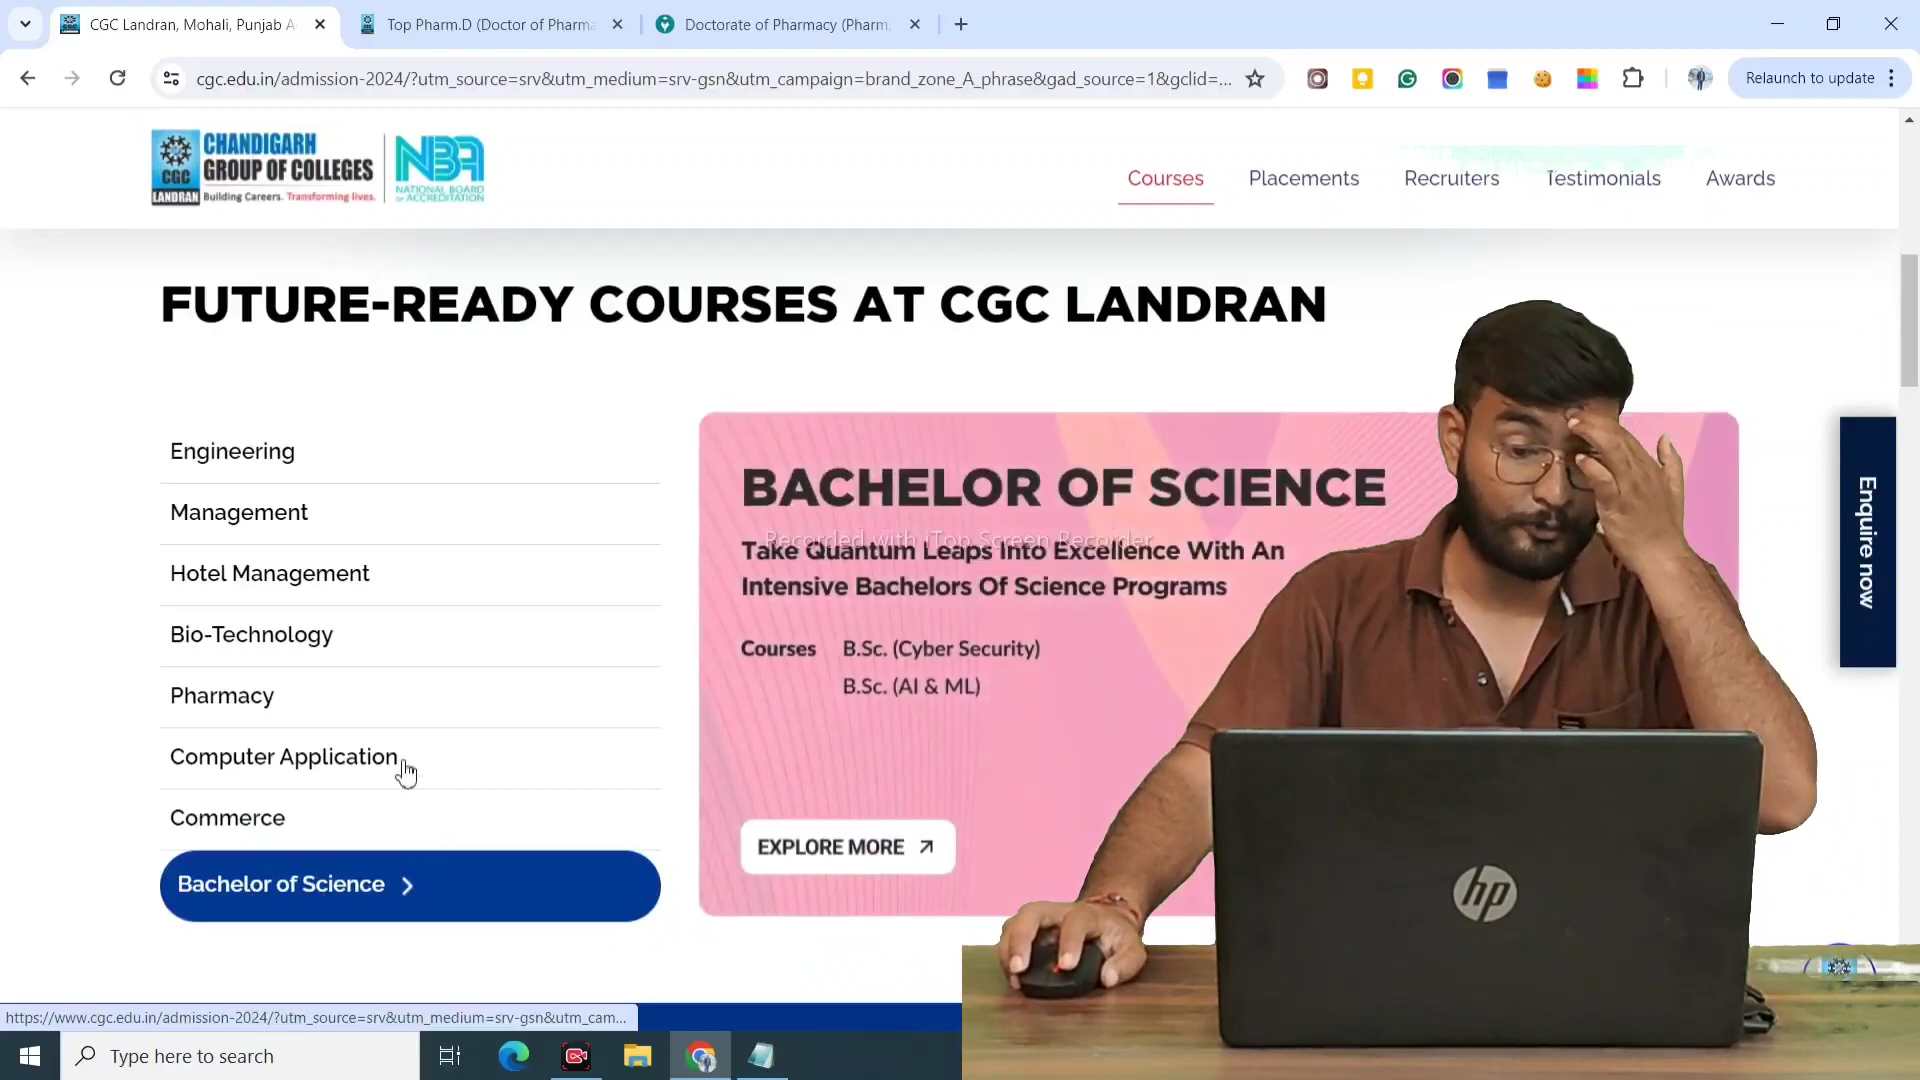 CGC Landran, Mohali, Punjab A
Top Pharm.D (Doctor of Pharma
Doctorate of Pharmacy (Pharm.
cgc.edu.in/admission-2024/?utm_source=srv&utm_medium=srv-gsn&utm_campaign=brand_zone_A_phrase&gad_source=1&gclid=...
Relaunch to update
CHANDIGARH
GROUP OF COLLEGES
CGC
LANDRAN
Building Careers. Transforming lives.
NBA
NATIONAL BOARD
OF ACCREDITATION
Courses
Placements
Recruiters
Testimonials
Awards
FUTURE-READY COURSES AT CGC LANDRAN
Engineering
Management
Hotel Management
Bio-Technology
Pharmacy
Computer Application
Commerce
Bachelor of Science
BACHELOR OF SCIENCE
Recorded with iTop Screen Recorder
Take Quantum Leaps Into Excellence With An
Intensive Bachelors Of Science Programs
Courses B.Sc. (Cyber Security)
B.Sc. (AI & ML)
EXPLORE MORE
Enquire now
hp
https://www.cgc.edu.in/admission-2024/?utm_source=srv&utm_medium=srv-gsn&utm_cam...
Type here to search